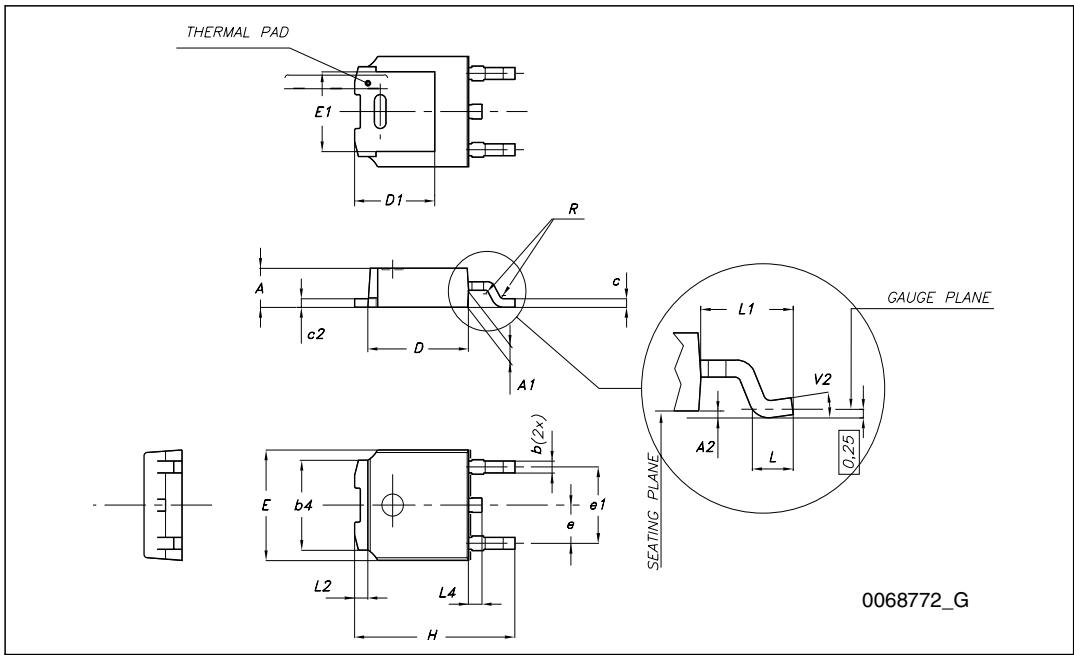 THERMAL PAD
E1
D1
R
A
c
c2
D
A1
L1
GAUGE PLANE
V2
A2
L
0,25
SEATING PLANE
b(2x)
E
b4
e
e1
L2
L4
H
0068772_G